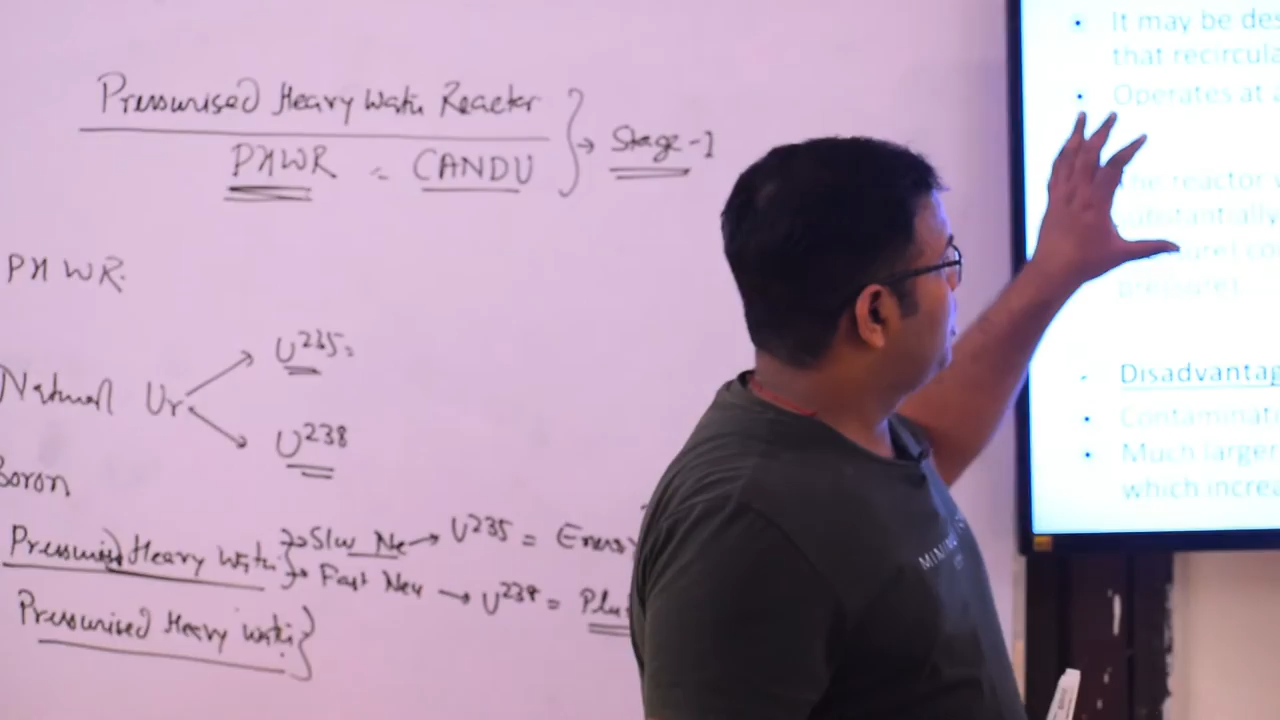 Pressurised Heavy Water Reactor
PHWR = CANDU
→ Stage-1
PHWR.
Natural Ur
U235
U238
Boron
Pressurised Heavy Water
Slow Ne → U235 = Energy
Fast Neu → U238 = Plu
Pressurised Heavy Water
It may be des
that recircula
Operates at a
The reactor v
substantially
pressure)
Disadvantag
Contaminati
Much larger
which increa
MIN